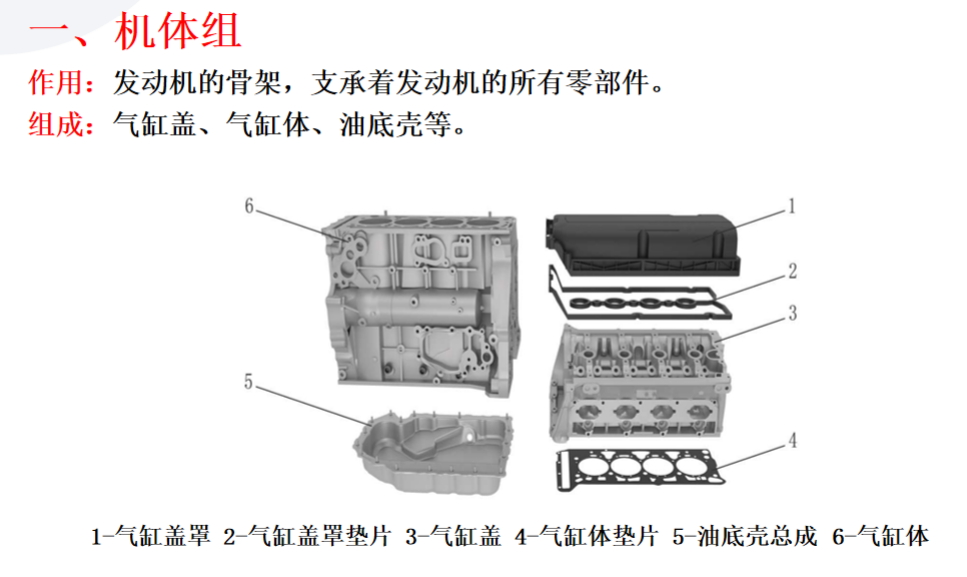 一、机体组
作用：发动机的骨架，支承着发动机的所有零部件。
组成：气缸盖、气缸体、油底壳等。
6
1
2
3
5
4
1-气缸盖罩 2-气缸盖罩垫片 3-气缸盖 4-气缸体垫片 5-油底壳总成 6-气缸体